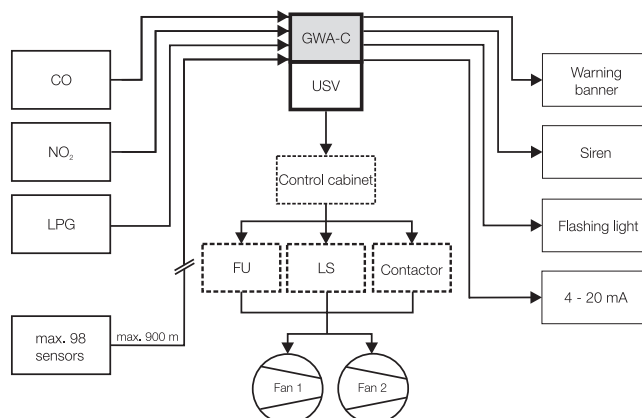 GWA-C
USV
CO
NO₂
LPG
max. 98
sensors
max. 900 m
Control cabinet
FU
LS
Contactor
Fan 1
Fan 2
Warning
banner
Siren
Flashing light
4 - 20 mA